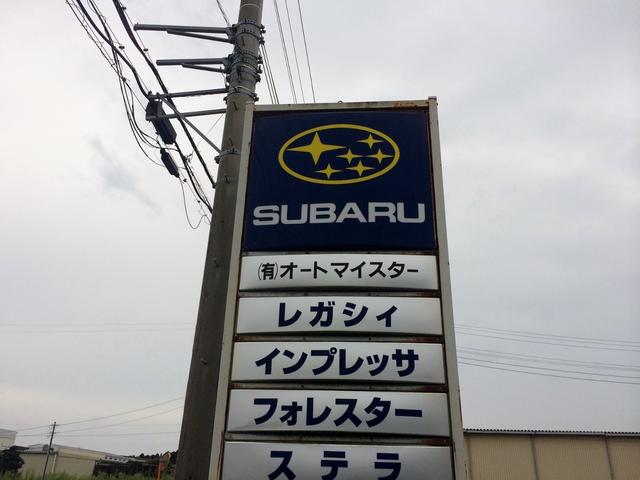 SUBARU
㈲オートマイスター
レガシィ
インプレッサ
フォレスター
ステラ